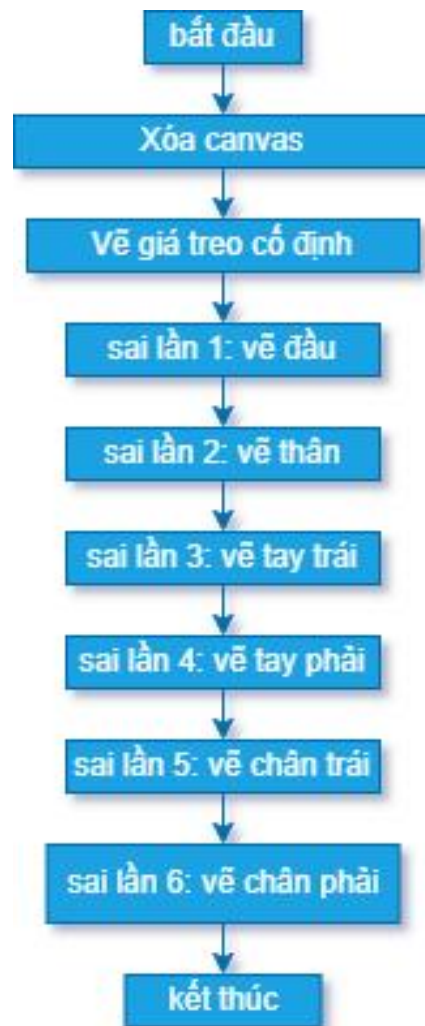 bắt đầu
Xóa canvas
Vẽ giá treo cố định
sai lần 1: vẽ đầu
sai lần 2: vẽ thân
sai lần 3: vẽ tay trái
sai lần 4: vẽ tay phải
sai lần 5: vẽ chân trái
sai lần 6: vẽ chân phải
kết thúc